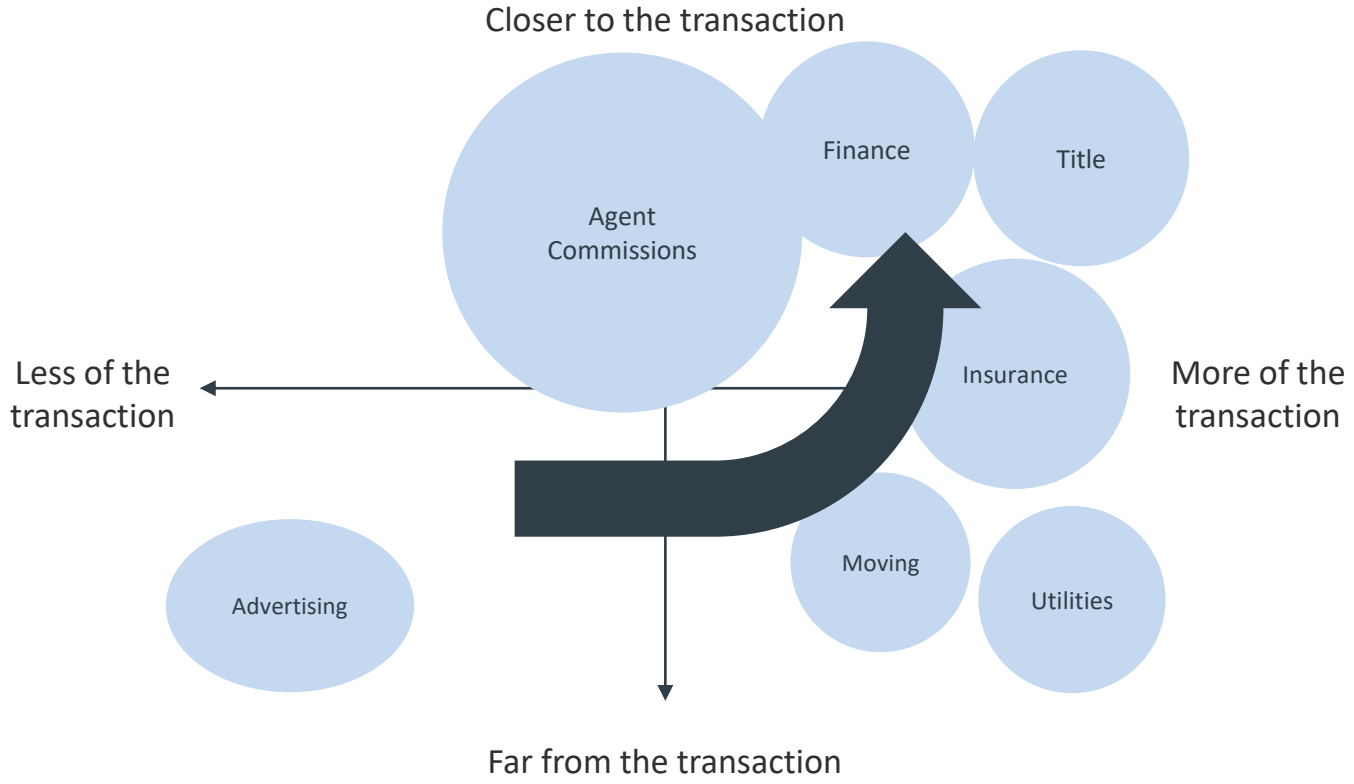 Closer to the transaction
Finance
Title
Agent
Commissions
Less of the
transaction
Insurance
More of the
transaction
Moving
Utilities
Advertising
Far from the transaction